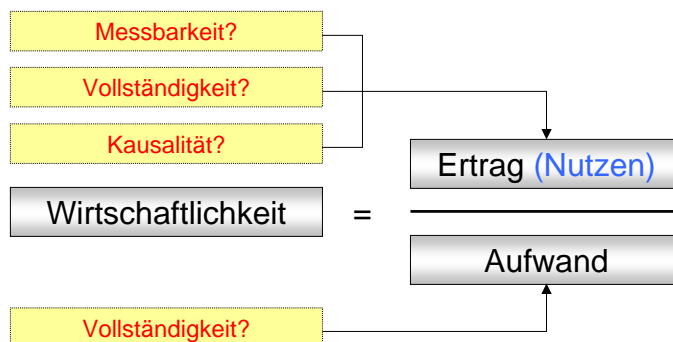 Messbarkeit?
Vollständigkeit?
Kausalität?
Ertrag (Nutzen)
Wirtschaftlichkeit =
Aufwand
Vollständigkeit?